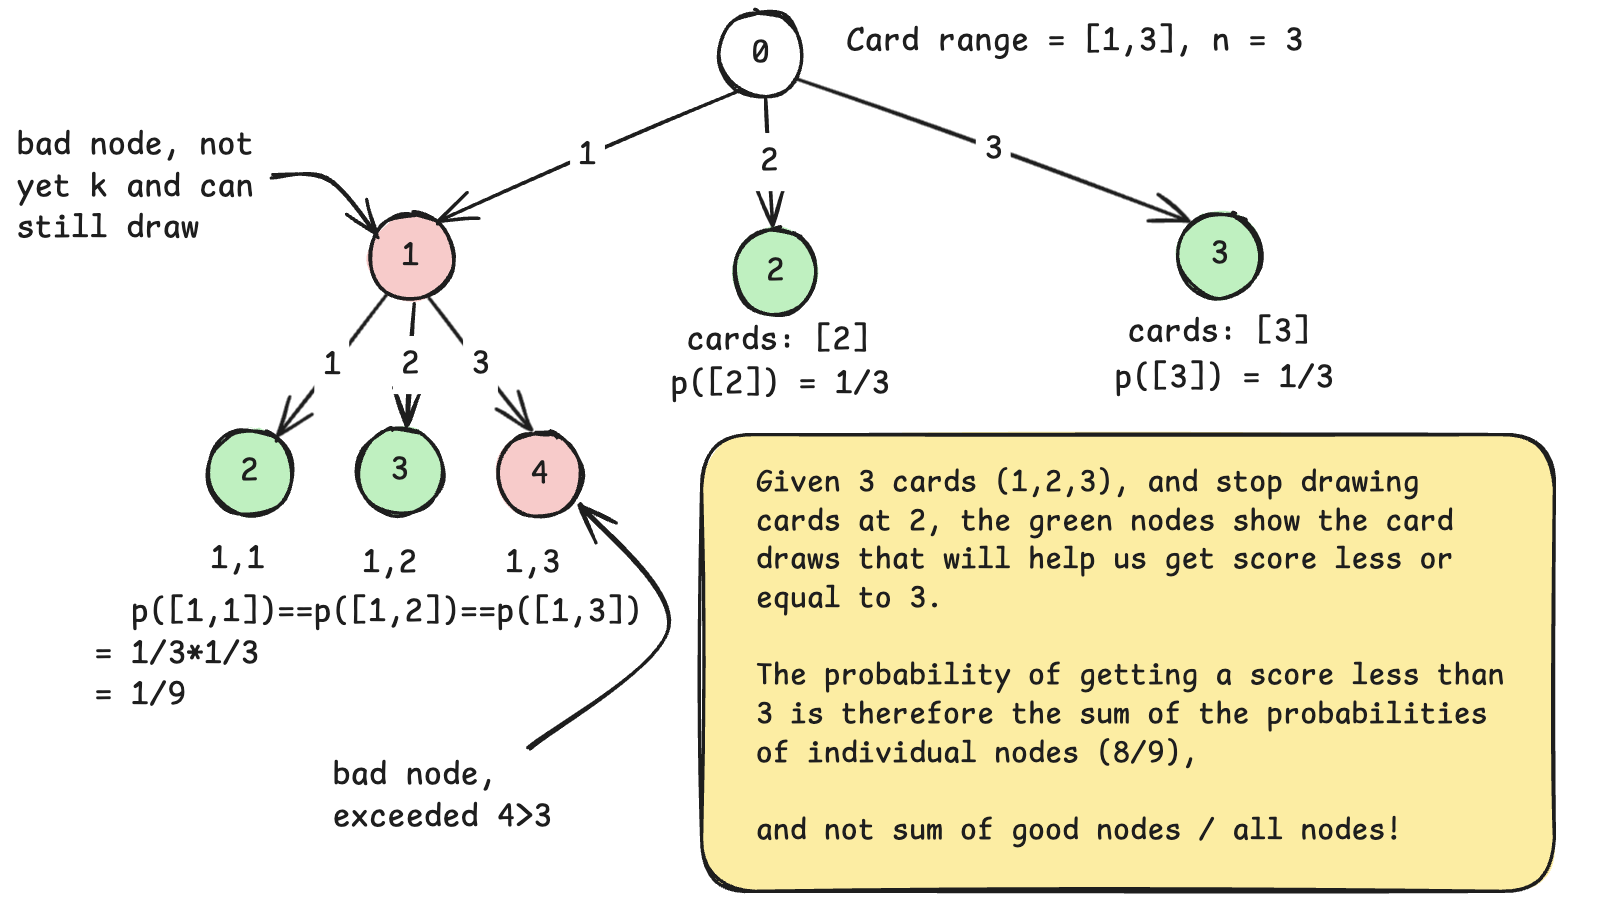 0
Card range = [1,3], n = 3
bad node, not
yet k and can
still draw
1
2
3
1
2
3
cards: [2]
p([2]) = 1/3
cards: [3]
p([3]) = 1/3
1
2
3
2
3
4
1,1
1,2
1,3
p([1,1])==p([1,2])==p([1,3])
= 1/3*1/3
= 1/9
bad node,
exceeded 4>3
Given 3 cards (1,2,3), and stop drawing
cards at 2, the green nodes show the card
draws that will help us get score less or
equal to 3.
The probability of getting a score less than
3 is therefore the sum of the probabilities
of individual nodes (8/9),
and not sum of good nodes / all nodes!